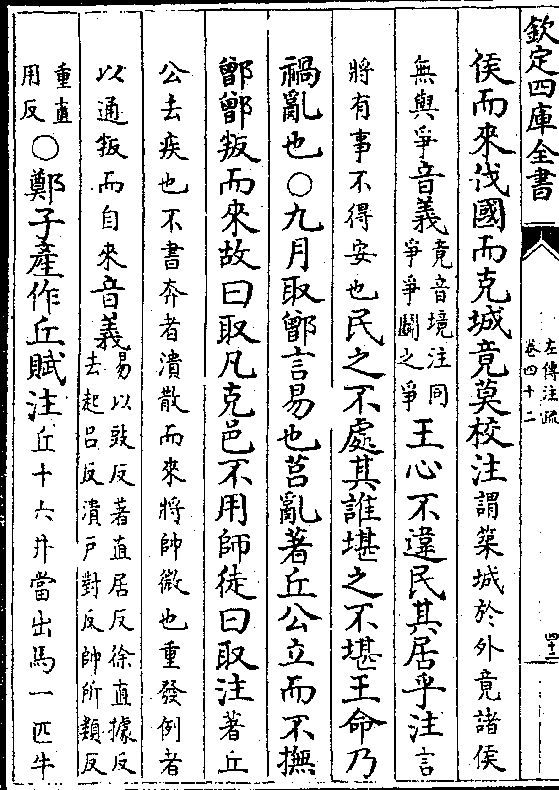 欽定四庫全書
左傳注疏
卷四十二
四十二
侯而來伐國而克城竟莫校注謂築城於外竟諸侯
無與爭音義竟音境注同
爭爭鬬之爭王心不違民其居乎注言
將有事不得安也民之不處其誰堪之不堪王命乃
禍亂也○九月取鄫言易也莒亂著丘公立而不撫
鄫鄫叛而來故曰取凡克邑不用師徒曰取注著丘
公去疾也不書奔者潰散而來將帥微也重發例者
以通叛而自來音義易以豉反著直居反徐直據反
去起吕反潰戶對反帥所類反
重直
用反○鄭子產作丘賦注丘十六井當出馬一匹牛